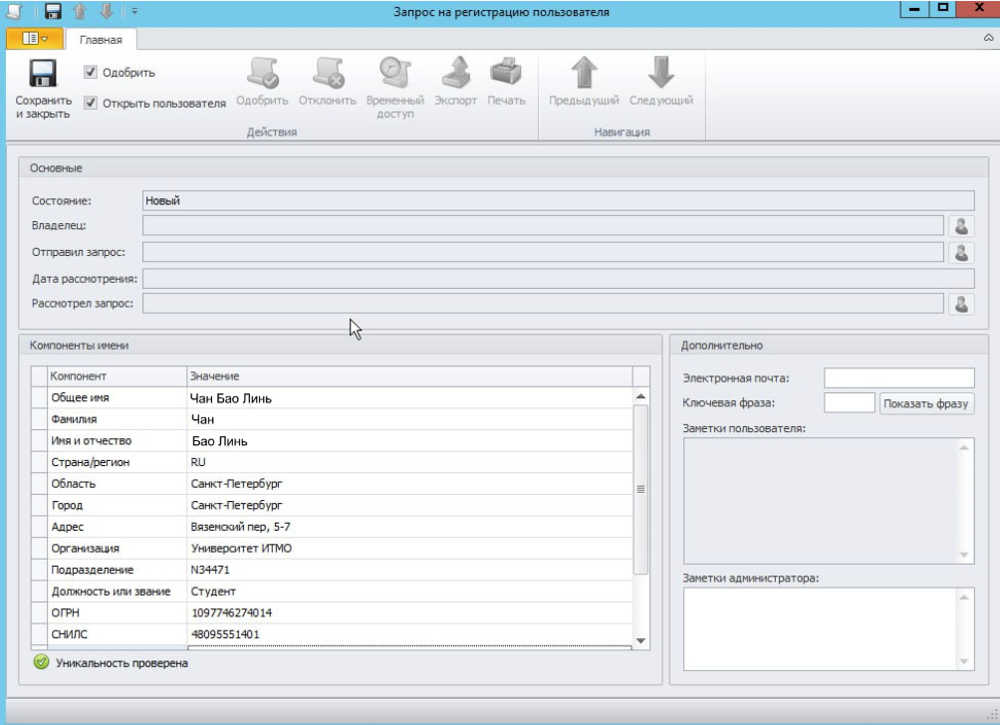 Запрос на регистрацию пользователя
Главная
Сохранить и закрыть
Одобрить
Открыть пользователя
Одобрить
Отклонить
Временный доступ
Экспорт
Печать
Действия
Предыдущий
Следующий
Навигация
Основные
Состояние: Новый
Владелец:
Отправил запрос:
Дата рассмотрения:
Рассмотрел запрос:
Компоненты имени
Компонент Значение
Общее имя Чан Бао Линь
Фамилия Чан
Имя и отчество Бао Линь
Страна/регион RU
Область Санкт-Петербург
Город Санкт-Петербург
Адрес Вяземский пер, 5-7
Организация Университет ИТМО
Подразделение N34471
Должность или звание Студент
ОГРН 1097746274014
СНИЛС 48095551401
Уникальность проверена
Дополнительно
Электронная почта:
Ключевая фраза: Показать фразу
Заметки пользователя:
Заметки администратора: